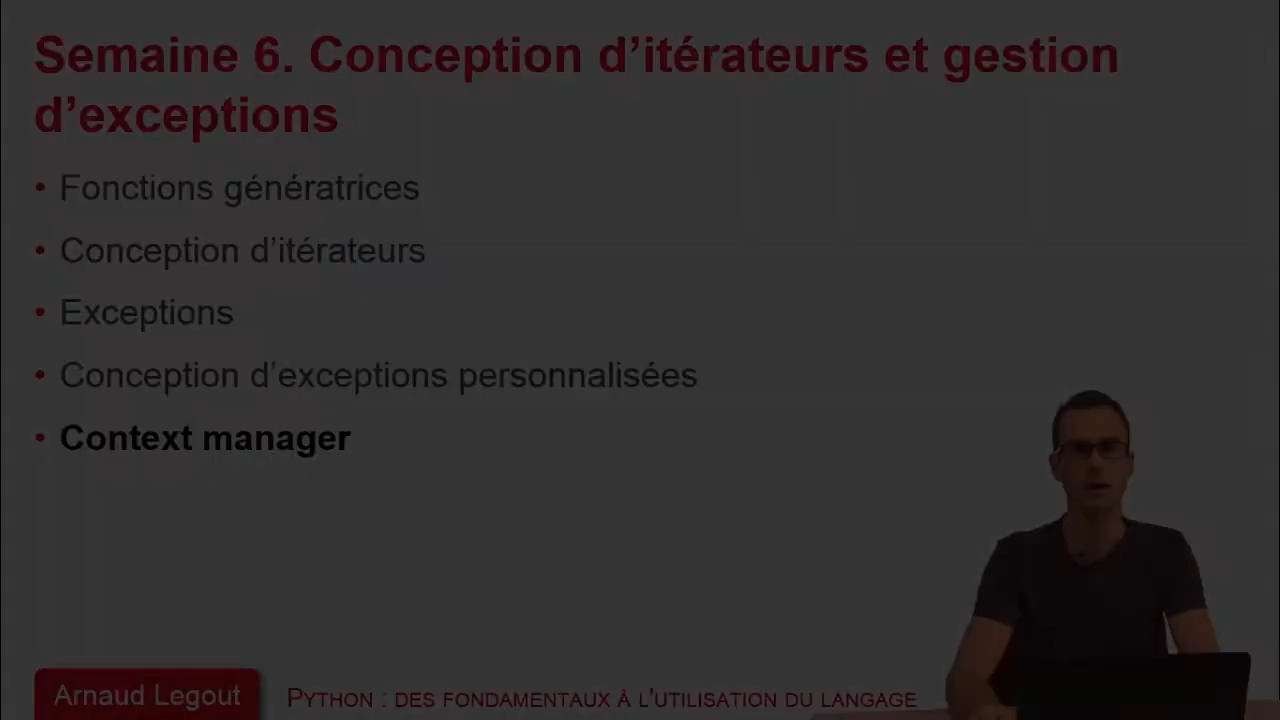 Semaine 6. Conception d’itérateurs et gestion
d’exceptions
• Fonctions génératrices
• Conception d’itérateurs
• Exceptions
• Conception d’exceptions personnalisées
• Context manager
Arnaud Legout
PYTHON : DES FONDAMENTAUX À L'UTILISATION DU LANGAGE